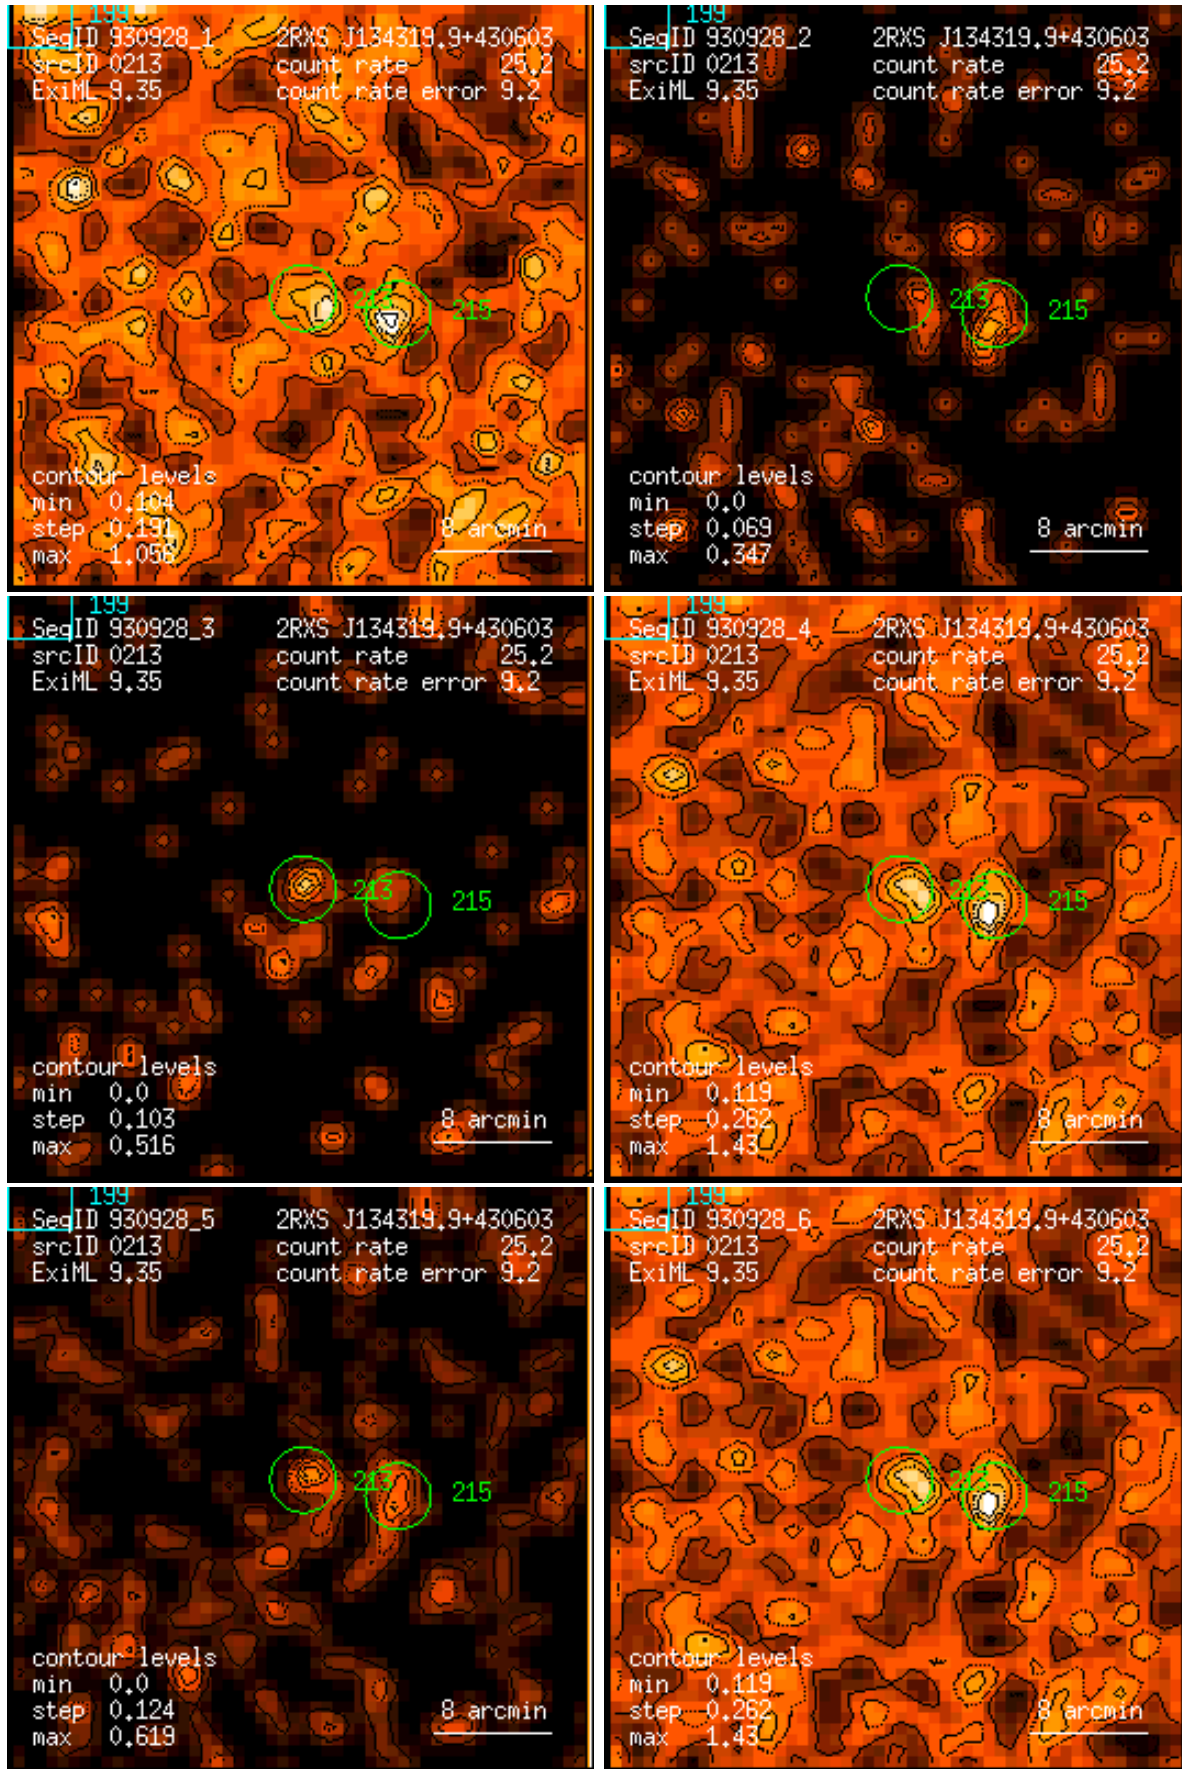 199
SeqID 930928_1 2RXS J134319.9+430603
srcID 0213 count rate 25.2
ExiML 9.35 count rate error 9.2
213
215
contour levels
min 0.104
step 0.191
max 1.056
8 arcmin
199
SeqID 930928_2 2RXS J134319.9+430603
srcID 0213 count rate 25.2
ExiML 9.35 count rate error 9.2
213
215
contour levels
min 0.0
step 0.069
max 0.347
8 arcmin
199
SeqID 930928_3 2RXS J134319.9+430603
srcID 0213 count rate 25.2
ExiML 9.35 count rate error 9.2
213
215
contour levels
min 0.0
step 0.103
max 0.516
8 arcmin
199
SeqID 930928_4 2RXS J134319.9+430603
srcID 0213 count rate 25.2
ExiML 9.35 count rate error 9.2
213
215
contour levels
min 0.119
step 0.262
max 1.43
8 arcmin
199
SeqID 930928_5 2RXS J134319.9+430603
srcID 0213 count rate 25.2
ExiML 9.35 count rate error 9.2
213
215
contour levels
min 0.0
step 0.124
max 0.619
8 arcmin
199
SeqID 930928_6 2RXS J134319.9+430603
srcID 0213 count rate 25.2
ExiML 9.35 count rate error 9.2
213
215
contour levels
min 0.119
step 0.262
max 1.43
8 arcmin